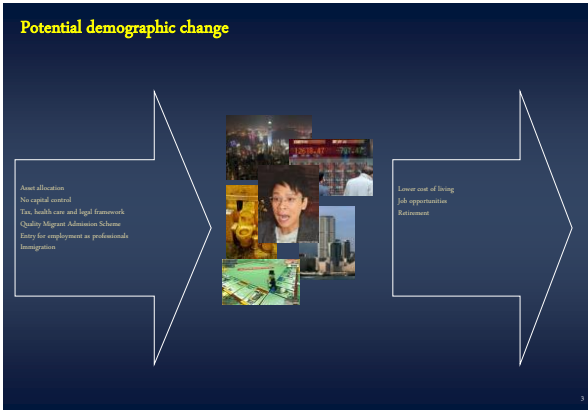 Potential demographic change
Asset allocation
No capital control
Tax, health care and legal framework
Quality Migrant Admission Scheme
Entry for employment as professionals
Immigration
Lower cost of living
Job opportunities
Retirement
3